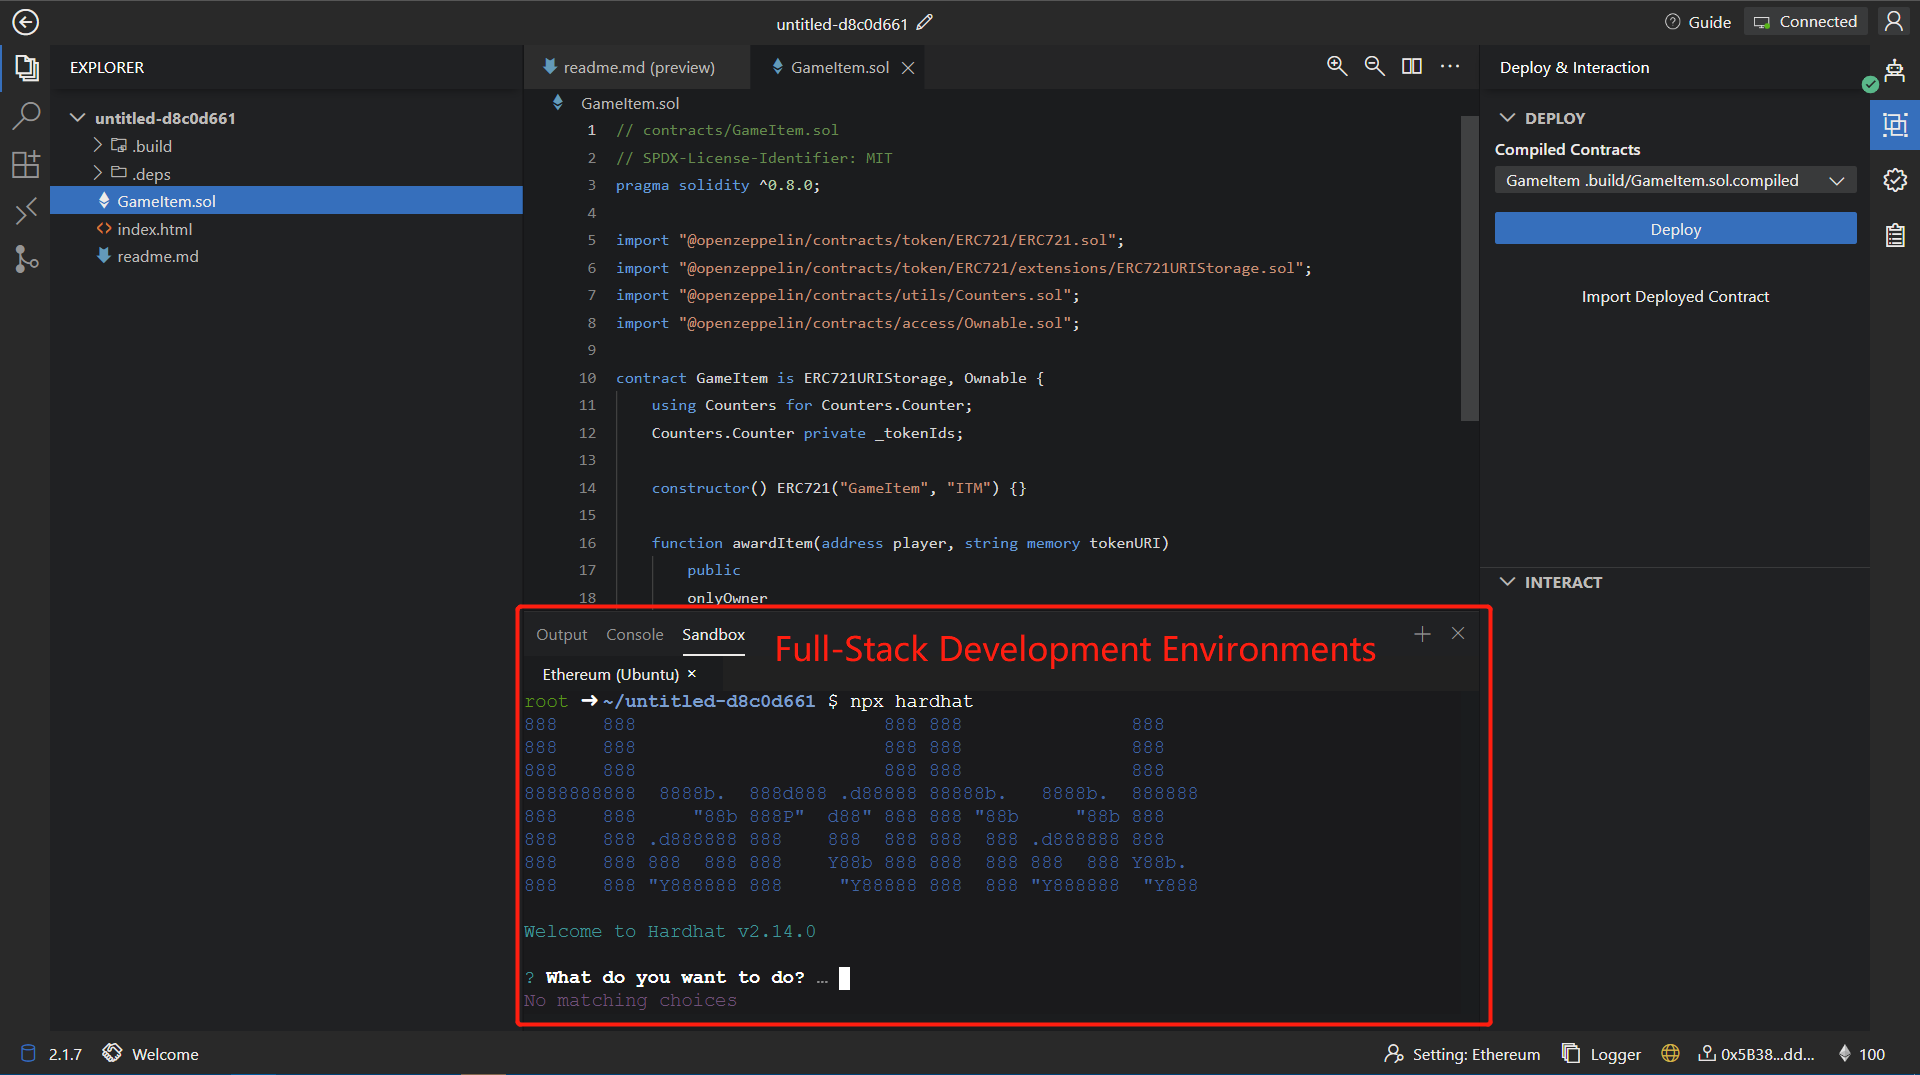 untitled-d8c0d661
Guide
Connected
EXPLORER
untitled-d8c0d661
.build
.deps
GameItem.sol
index.html
readme.md
readme.md (preview)
GameItem.sol
GameItem.sol
1 // contracts/GameItem.sol
2 // SPDX-License-Identifier: MIT
3 pragma solidity ^0.8.0;
4
5 import "@openzeppelin/contracts/token/ERC721/ERC721.sol";
6 import "@openzeppelin/contracts/token/ERC721/extensions/ERC721URIStorage.sol";
7 import "@openzeppelin/contracts/utils/Counters.sol";
8 import "@openzeppelin/contracts/access/Ownable.sol";
9
10 contract GameItem is ERC721URIStorage, Ownable {
11 using Counters for Counters.Counter;
12 Counters.Counter private _tokenIds;
13
14 constructor() ERC721("GameItem", "ITM") {}
15
16 function awardItem(address player, string memory tokenURI)
17 public
18 onlyOwner
Output Console Sandbox
Full-Stack Development Environments
Ethereum (Ubuntu) ×
root ➜ ~/untitled-d8c0d661 $ npx hardhat
888    888                      888 888               888
888    888                      888 888               888
888    888                      888 888               888
8888888888  8888b.  888d888 .d88888 88888b.   8888b.  888888
888    888     "88b 888P"  d88" 888 888 "88b     "88b 888
888    888 .d888888 888    888  888 888  888 .d888888 888
888    888 888  888 888    Y88b 888 888  888 888  888 Y88b.
888    888 "Y888888 888     "Y88888 888  888 "Y888888  "Y888
Welcome to Hardhat v2.14.0
? What do you want to do? …
No matching choices
Deploy & Interaction
DEPLOY
Compiled Contracts
GameItem .build/GameItem.sol.compiled
Deploy
Import Deployed Contract
INTERACT
2.1.7
Welcome
Setting: Ethereum
Logger
0x5B38...dd...
100